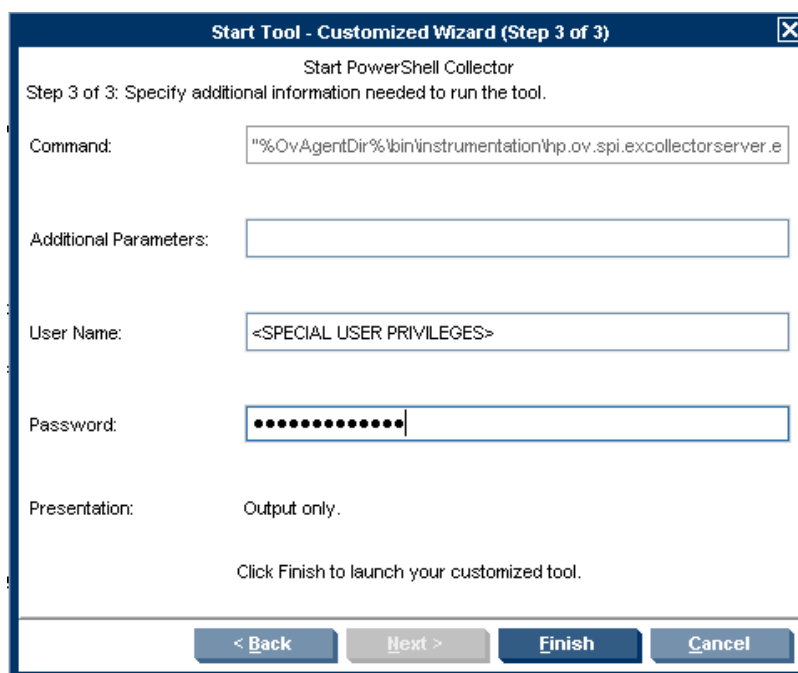 Start Tool - Customized Wizard (Step 3 of 3)
Start PowerShell Collector
Step 3 of 3: Specify additional information needed to run the tool.
Command: "%OvAgentDir%\bin\instrumentation\hp.ov.spi.excollectorserver.e
Additional Parameters:
User Name: <SPECIAL USER PRIVILEGES>
Password: •••••••••••••
Presentation: Output only.
Click Finish to launch your customized tool.
< Back Next > Finish Cancel